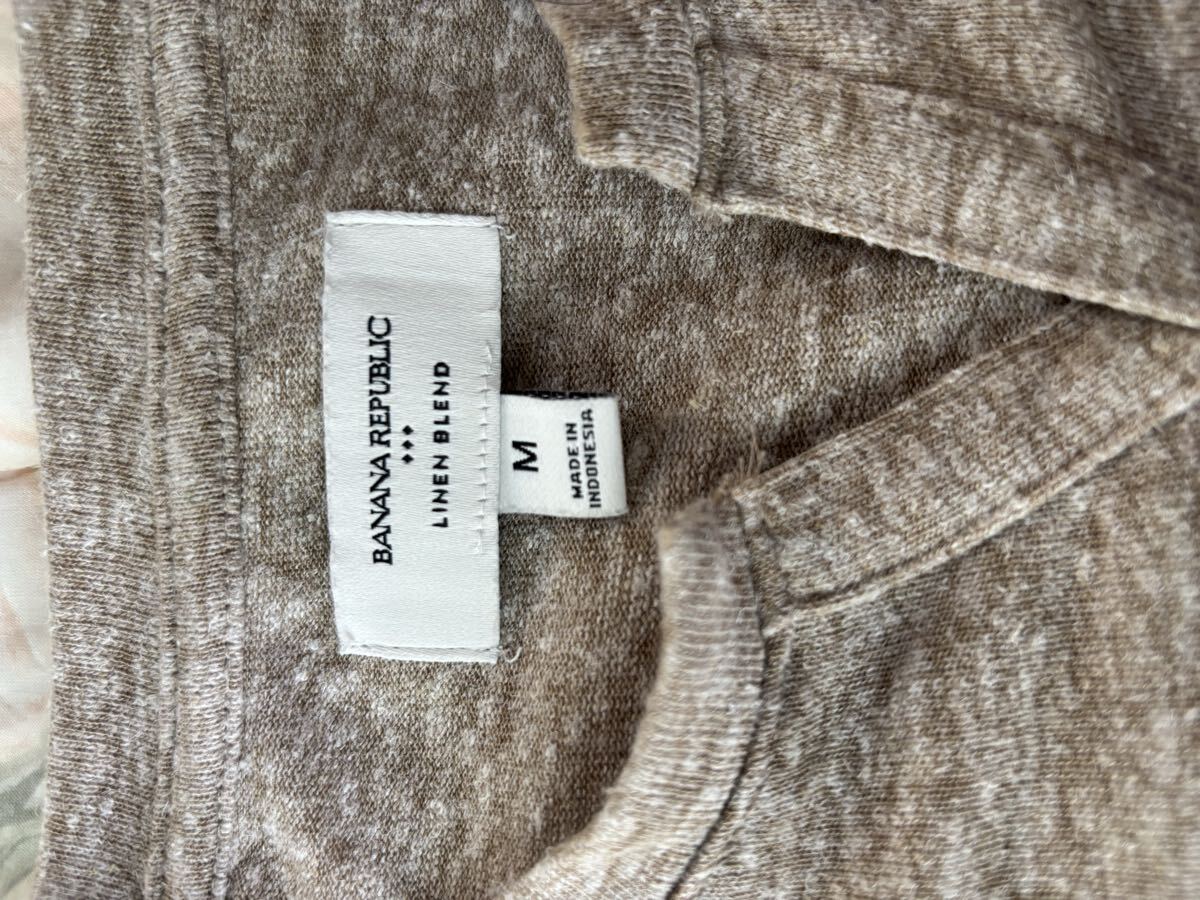 BANANA REPUBLIC
LINEN BLEND
M
MADE IN
INDONESIA